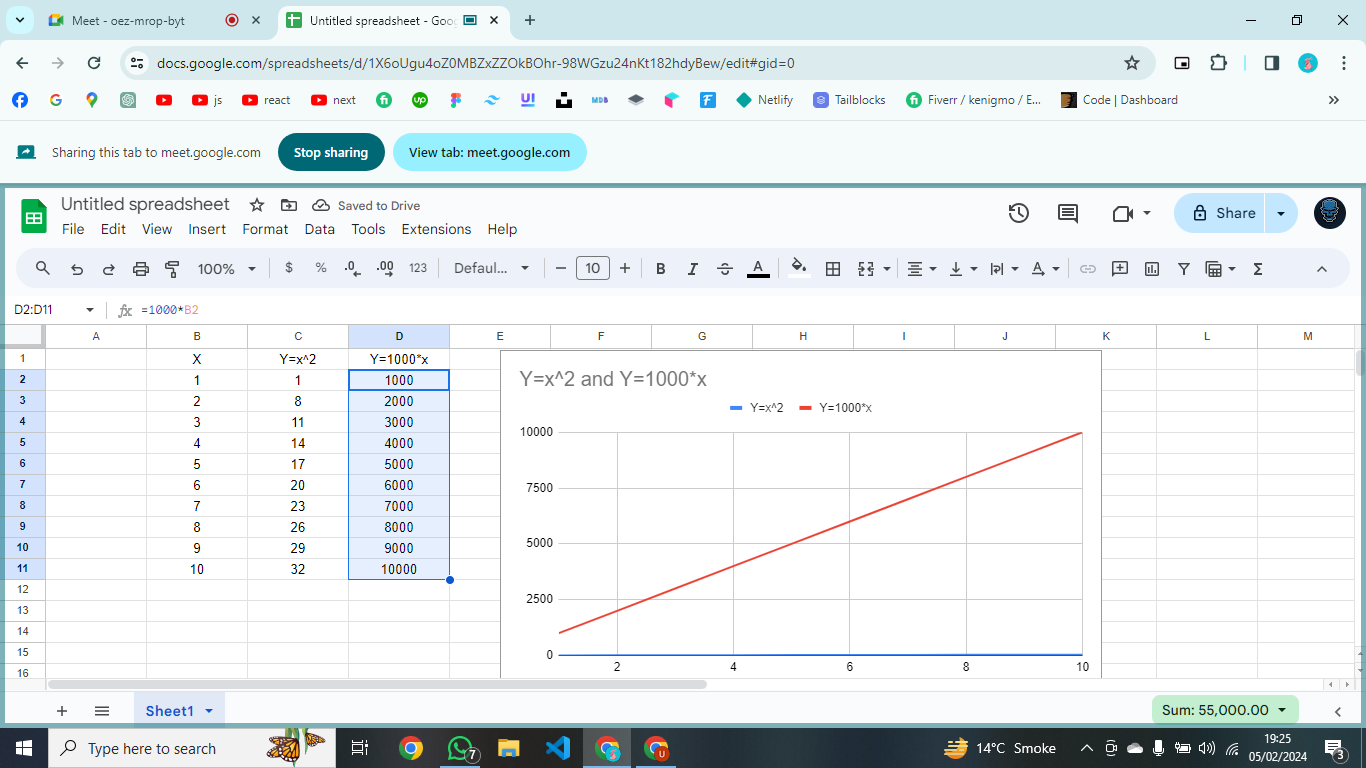 Meet - oez-mrop-byt
Untitled spreadsheet - Goo
docs.google.com/spreadsheets/d/1X6oUgu4oZ0MBZxZZOkBOhr-98WGzu24nKt182hdyBew/edit#gid=0
js
react
next
up
UI
MDB
Netlify
Tailblocks
Fiverr / kenigmo / E...
Code | Dashboard
Sharing this tab to meet.google.com
Stop sharing
View tab: meet.google.com
Untitled spreadsheet
Saved to Drive
Share
File Edit View Insert Format Data Tools Extensions Help
100% $ % .0 .00 123 Defaul... 10 B I A
D2:D11 fx =1000*B2
A B C D E F G H I J K L M
1 X Y=x^2 Y=1000*x
2 1 1 1000
3 2 8 2000
4 3 11 3000
5 4 14 4000
6 5 17 5000
7 6 20 6000
8 7 23 7000
9 8 26 8000
10 9 29 9000
11 10 32 10000
12
13
14
15
16
Y=x^2 and Y=1000*x
Y=x^2 Y=1000*x
10000
7500
5000
2500
0
2 4 6 8 10
Sheet1
Sum: 55,000.00
Type here to search
7
14°C Smoke
19:25
05/02/2024
3